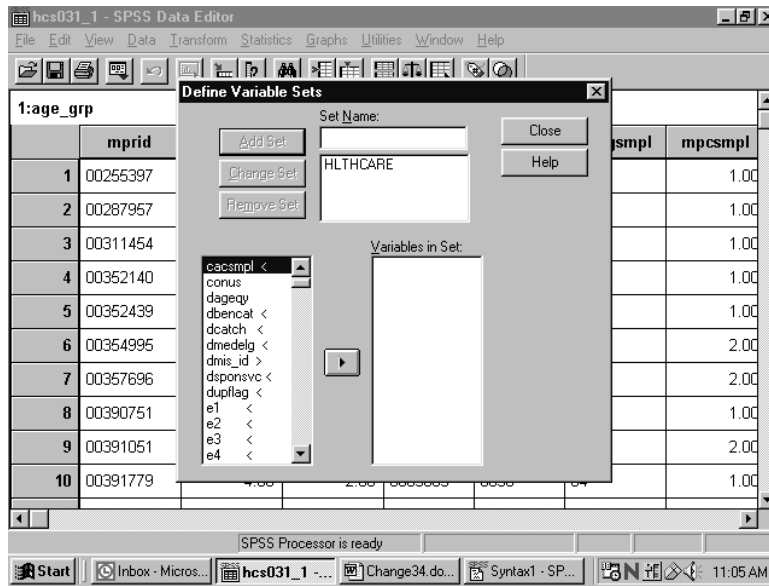 hcs031_1 - SPSS Data Editor
File Edit View Data Transform Statistics Graphs Utilities Window Help
1:age_grp
mprid
mpcsmpl
1 00255397 1.00
2 00287957 1.00
3 00311454 1.00
4 00352140 1.00
5 00352439 1.00
6 00354995 2.00
7 00357696 2.00
8 00390751 1.00
9 00391051 2.00
10 00391779 1.00
Define Variable Sets
Set Name:
Add Set
Change Set
Remove Set
HLTHCARE
Close
Help
Variables in Set:
cacsmpl <
conus
dageqy
dbencat <
dcatch <
dmedelg <
dmis_id >
dsponsvc <
dupflag <
e1 <
e2 <
e3 <
e4 <
SPSS Processor is ready
Start Inbox - Micros... hcs031_1 -... Change34.do... Syntax1 - SP... 11:05 AM